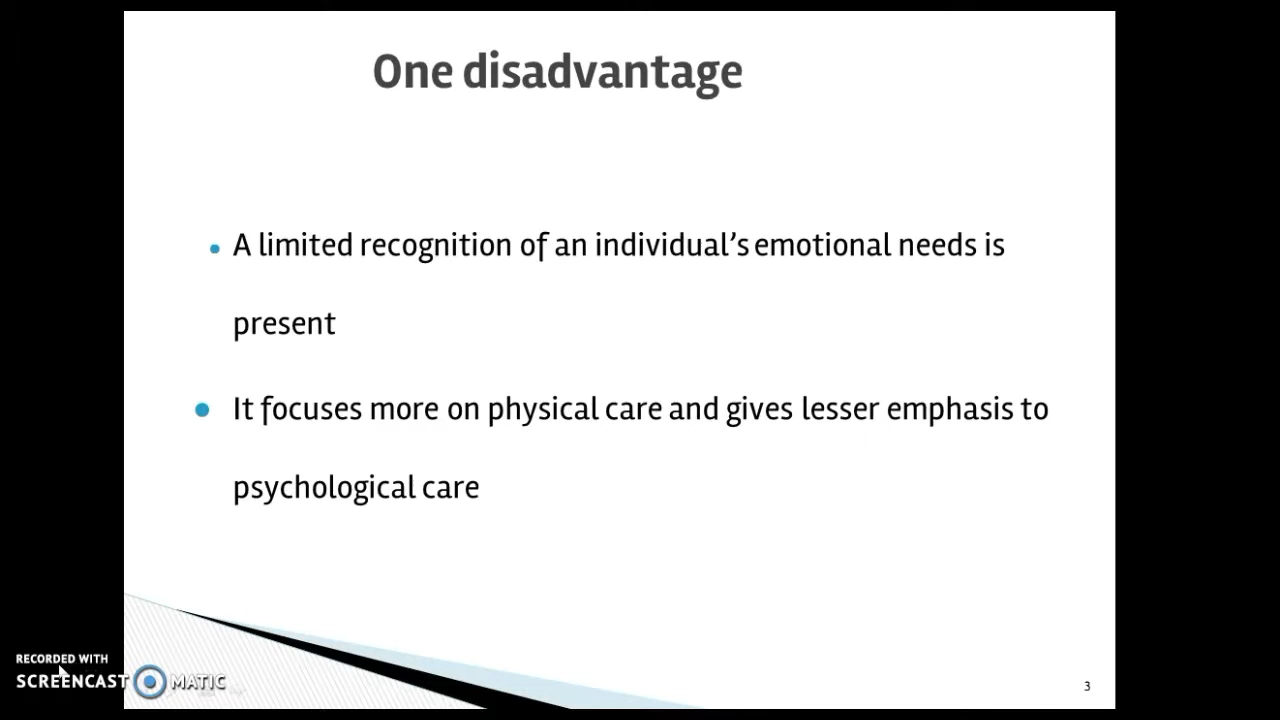 One disadvantage
• A limited recognition of an individual’s emotional needs is
present
• It focuses more on physical care and gives lesser emphasis to
psychological care
RECORDED WITH
SCREENCAST MATIC
3